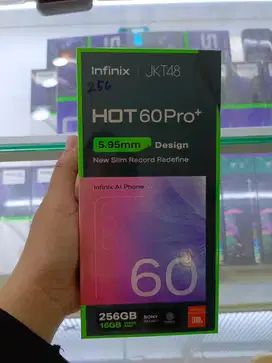 Infinix | JKT48
256
HOT 60 Pro+
5.95mm Design
New Slim Record Redefine
Infinix AI Phone
60
256GB
16GB
SONY
JBL